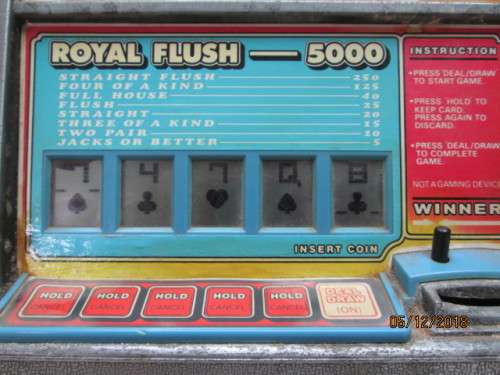 ROYAL FLUSH — 5000
STRAIGHT FLUSH 250
FOUR OF A KIND 125
FULL HOUSE 40
FLUSH 25
STRAIGHT 20
THREE OF A KIND 15
TWO PAIR 10
JACKS OR BETTER 5
4 7 Q 8
INSERT COIN
INSTRUCTION
•PRESS 'DEAL/DRAW'
TO START GAME.
•PRESS 'HOLD' TO
KEEP CARD.
PRESS AGAIN TO
DISCARD.
•PRESS 'DEAL/DRAW'
TO COMPLETE
GAME.
NOT A GAMING DEVICE
WINNER
HOLD
CANCEL
HOLD
CANCEL
HOLD
CANCEL
HOLD
CANCEL
HOLD
CANCEL
DEAL
DRAW
(ON)
05/12/2018